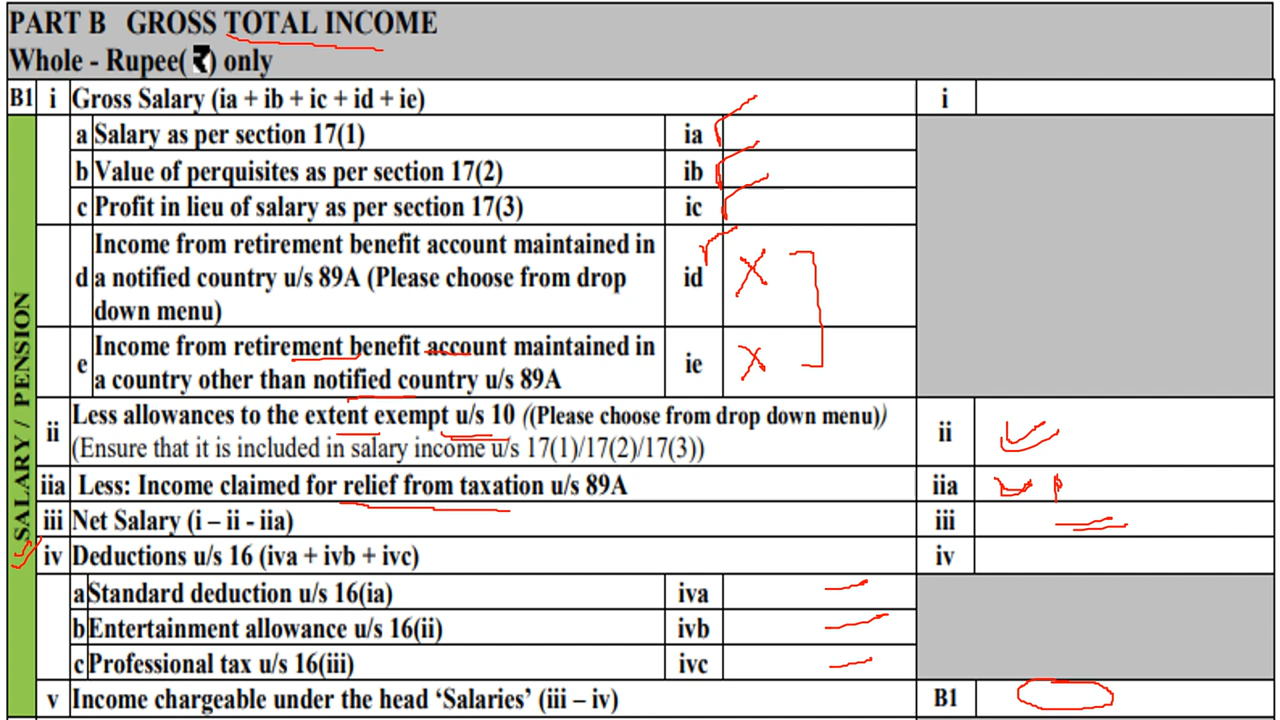 PART B GROSS TOTAL INCOME
Whole - Rupee( ₹) only
B1 i Gross Salary (ia + ib + ic + id + ie) i
a Salary as per section 17(1) ia
b Value of perquisites as per section 17(2) ib
c Profit in lieu of salary as per section 17(3) ic
Income from retirement benefit account maintained in
d a notified country u/s 89A (Please choose from drop id
down menu)
Income from retirement benefit account maintained in
e a country other than notified country u/s 89A ie
ii Less allowances to the extent exempt u/s 10 ((Please choose from drop down menu)) ii
(Ensure that it is included in salary income u/s 17(1)/17(2)/17(3))
iia Less: Income claimed for relief from taxation u/s 89A iia
iii Net Salary (i – ii - iia) iii
iv Deductions u/s 16 (iva + ivb + ivc) iv
a Standard deduction u/s 16(ia) iva
b Entertainment allowance u/s 16(ii) ivb
c Professional tax u/s 16(iii) ivc
v Income chargeable under the head ‘Salaries’ (iii – iv) B1
SALARY / PENSION